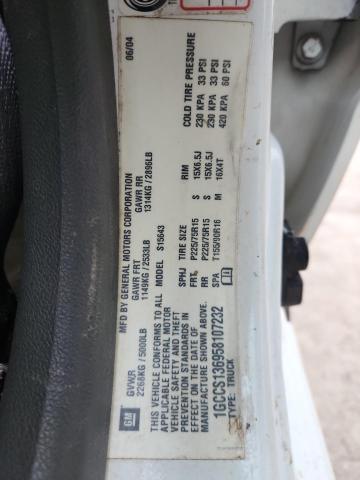 GM
MFD BY GENERAL MOTORS CORPORATION
06/04
GVWR GAWR FRT GAWR RR
2268KG / 5000LB 1149KG / 2533LB 1314KG / 2896LB
THIS VEHICLE CONFORMS TO ALL
APPLICABLE U.S. FEDERAL MOTOR
VEHICLE SAFETY AND THEFT
PREVENTION STANDARDS IN EFFECT
ON THE DATE OF
MANUFACTURE SHOWN ABOVE.
1GCCS136958107232
TYPE: TRUCK
MODEL: S15643
SPHJ RIM COLD TIRE PRESSURE
FRT, P225/75R15 S 15X6.5J 230 KPA 33 PSI
RR P225/75R15 S 15X6.5J 230 KPA 33 PSI
SPA T195/90R16 M 16X4T 420 KPA 60 PSI